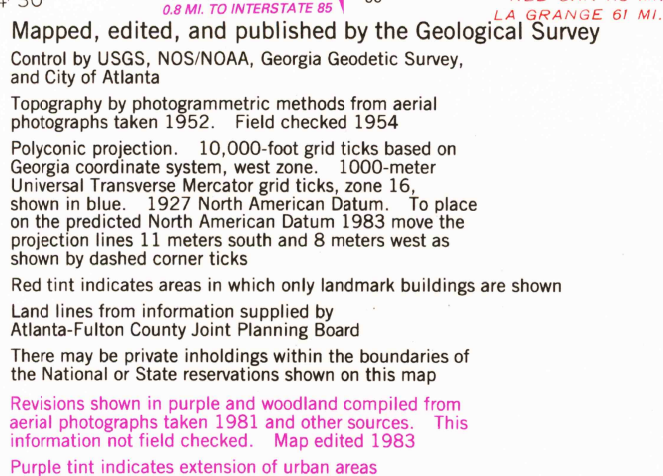 0.8 MI. TO INTERSTATE 85
LA GRANGE 61 MI.
Mapped, edited, and published by the Geological Survey
Control by USGS, NOS/NOAA, Georgia Geodetic Survey,
and City of Atlanta
Topography by photogrammetric methods from aerial
photographs taken 1952. Field checked 1954
Polyconic projection. 10,000-foot grid ticks based on
Georgia coordinate system, west zone. 1000-meter
Universal Transverse Mercator grid ticks, zone 16,
shown in blue. 1927 North American Datum. To place
on the predicted North American Datum 1983 move the
projection lines 11 meters south and 8 meters west as
shown by dashed corner ticks
Red tint indicates areas in which only landmark buildings are shown
Land lines from information supplied by
Atlanta-Fulton County Joint Planning Board
There may be private inholdings within the boundaries of
the National or State reservations shown on this map
Revisions shown in purple and woodland compiled from
aerial photographs taken 1981 and other sources. This
information not field checked. Map edited 1983
Purple tint indicates extension of urban areas